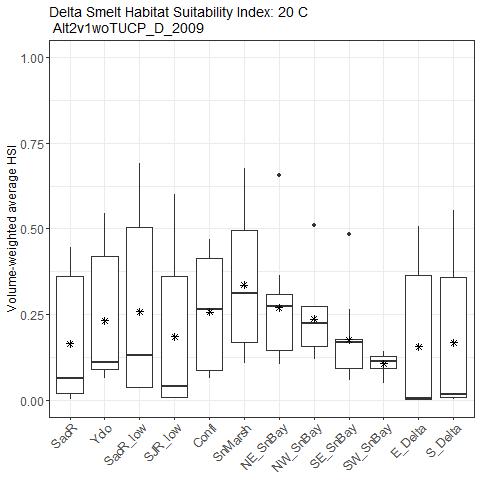 Delta Smelt Habitat Suitability Index: 20 C
Alt2v1woTUCP_D_2009
Volume-weighted average HSI
1.00
0.75
0.50
0.25
0.00
SacR
Yolo
SacR_low
SJR_low
Confl
SnMarsh
NE_SnBay
NW_SnBay
SE_SnBay
SW_SnBay
E_Delta
S_Delta